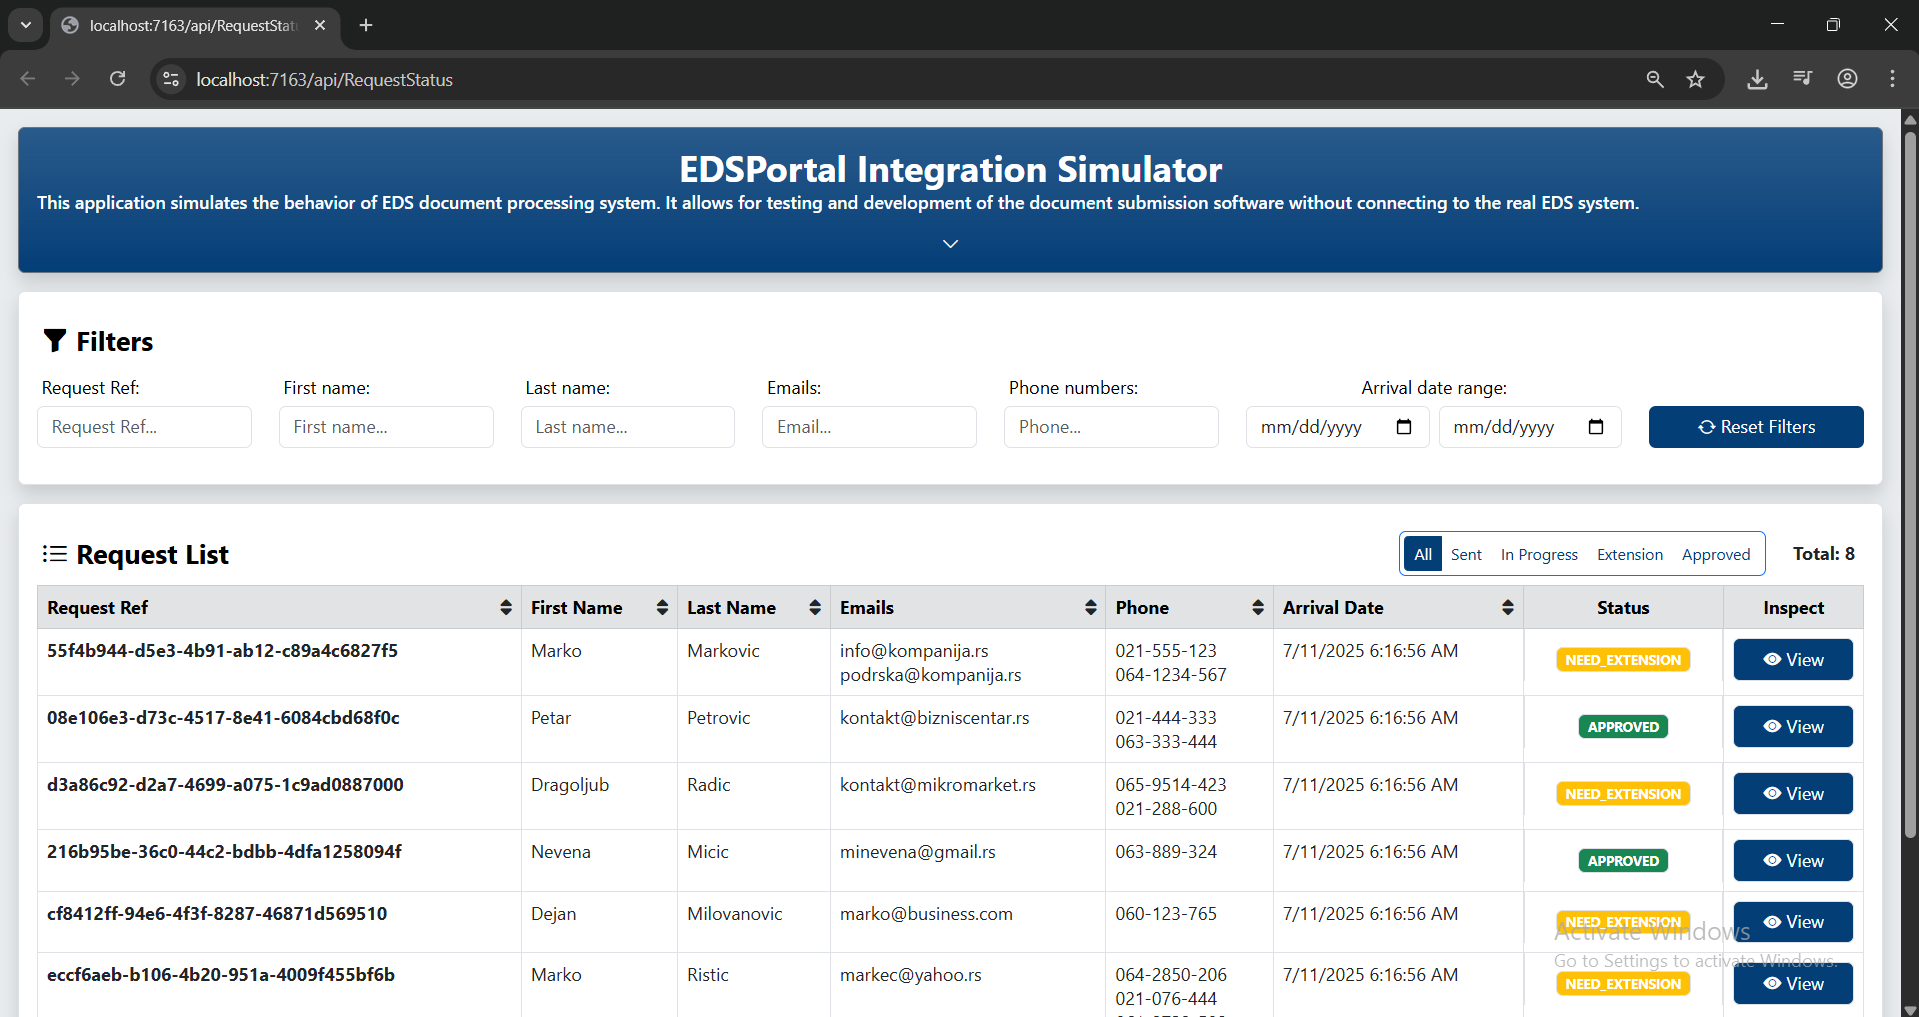 localhost:7163/api/RequestStat
localhost:7163/api/RequestStatus
EDSPortal Integration Simulator
This application simulates the behavior of EDS document processing system. It allows for testing and development of the document submission software without connecting to the real EDS system.
Filters
Request Ref: First name: Last name: Emails: Phone numbers: Arrival date range:
Request Ref... First name... Last name... Email... Phone... mm/dd/yyyy mm/dd/yyyy Reset Filters
Request List All Sent In Progress Extension Approved Total: 8
Request Ref First Name Last Name Emails Phone Arrival Date Status Inspect
55f4b944-d5e3-4b91-ab12-c89a4c6827f5 Marko Markovic info@kompanija.rs 021-555-123 7/11/2025 6:16:56 AM NEED_EXTENSION View
podrska@kompanija.rs 064-1234-567
08e106e3-d73c-4517-8e41-6084cbd68f0c Petar Petrovic kontakt@bizniscentar.rs 021-444-333 7/11/2025 6:16:56 AM APPROVED View
063-333-444
d3a86c92-d2a7-4699-a075-1c9ad0887000 Dragoljub Radic kontakt@mikromarket.rs 065-9514-423 7/11/2025 6:16:56 AM NEED_EXTENSION View
021-288-600
216b95be-36c0-44c2-bdbb-4dfa1258094f Nevena Micic minevena@gmail.rs 063-889-324 7/11/2025 6:16:56 AM APPROVED View
cf8412ff-94e6-4f3f-8287-46871d569510 Dejan Milovanovic marko@business.com 060-123-765 7/11/2025 6:16:56 AM NEED_EXTENSION View
Activate Windows
Go to Settings to activate Windows.
eccf6aeb-b106-4b20-951a-4009f455bf6b Marko Ristic markec@yahoo.rs 064-2850-206 7/11/2025 6:16:56 AM NEED_EXTENSION View
021-076-444